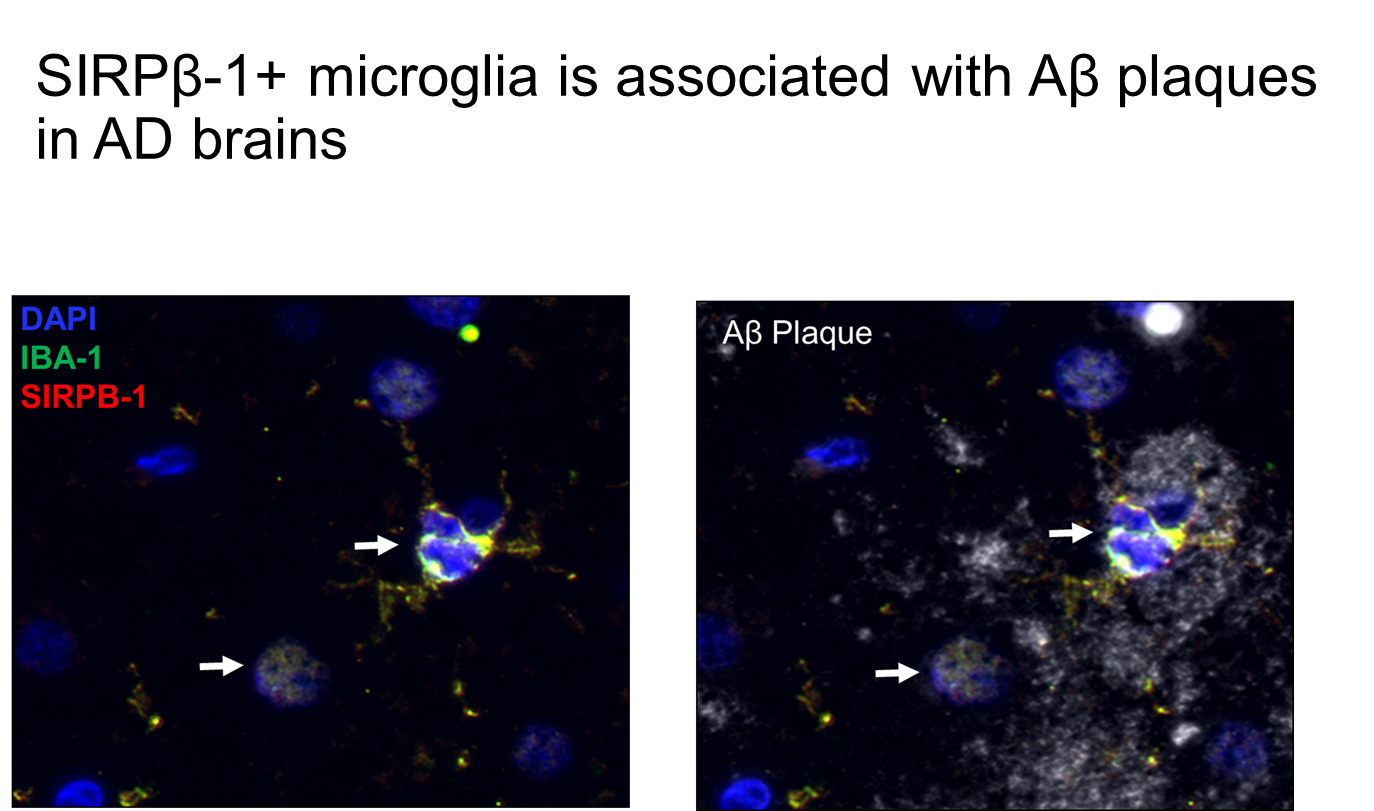 SIRPβ-1+ microglia is associated with Aβ plaques
in AD brains
DAPI
IBA-1
SIRPB-1
Aβ Plaque